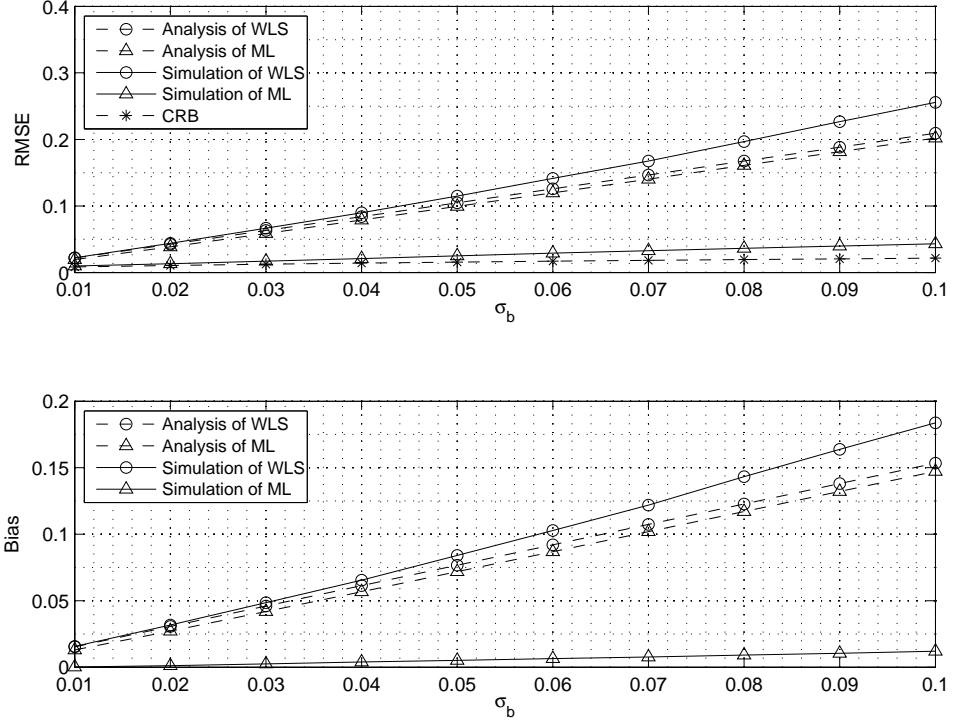 0.4
0.3
0.2
0.1
0
RMSE
Analysis of WLS
Analysis of ML
Simulation of WLS
Simulation of ML
CRB
0.01 0.02 0.03 0.04 0.05 0.06 0.07 0.08 0.09 0.1
σb
0.2
0.15
0.1
0.05
0
Bias
Analysis of WLS
Analysis of ML
Simulation of WLS
Simulation of ML
0.01 0.02 0.03 0.04 0.05 0.06 0.07 0.08 0.09 0.1
σb